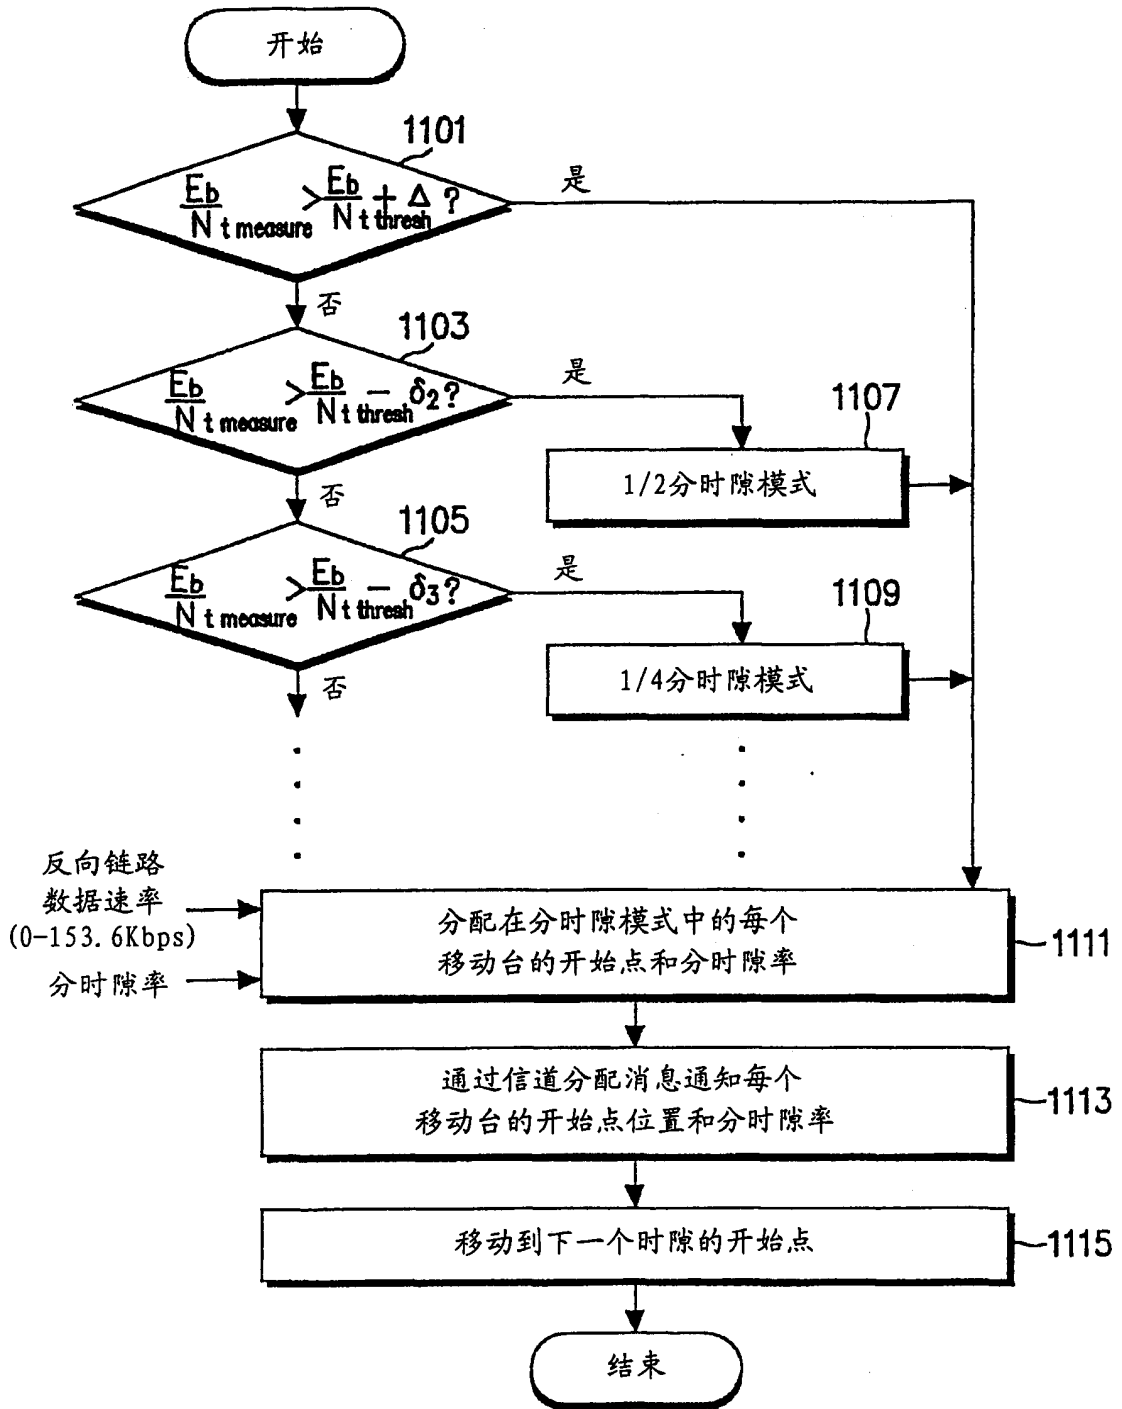 开始
1101
Eb/Nt measure > Eb/Nt thresh + Δ ?
是
否
1103
Eb/Nt measure > Eb/Nt thresh - δ2?
是
1107
1/2分时隙模式
否
1105
Eb/Nt measure > Eb/Nt thresh - δ3?
是
1109
1/4分时隙模式
否
反向链路
数据速率
(0-153.6Kbps)
分时隙率
分配在分时隙模式中的每个
移动台的开始点和分时隙率
1111
通过信道分配消息通知每个
移动台的开始点位置和分时隙率
1113
移动到下一个时隙的开始点
1115
结束